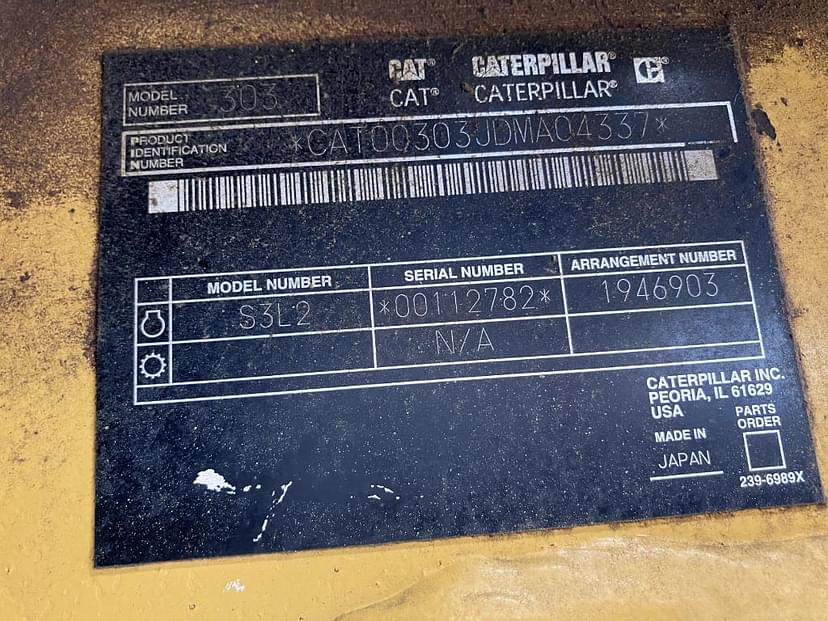 CAT® CATERPILLAR® C®
CAT® CATERPILLAR®
MODEL NUMBER 303
PRODUCT IDENTIFICATION NUMBER *CAT00303JDMA04337*
MODEL NUMBER SERIAL NUMBER ARRANGEMENT NUMBER
S3L2 *00112782* 1946903
N/A
CATERPILLAR INC.
PEORIA, IL 61629
USA
MADE IN JAPAN
PARTS ORDER
239-6989X